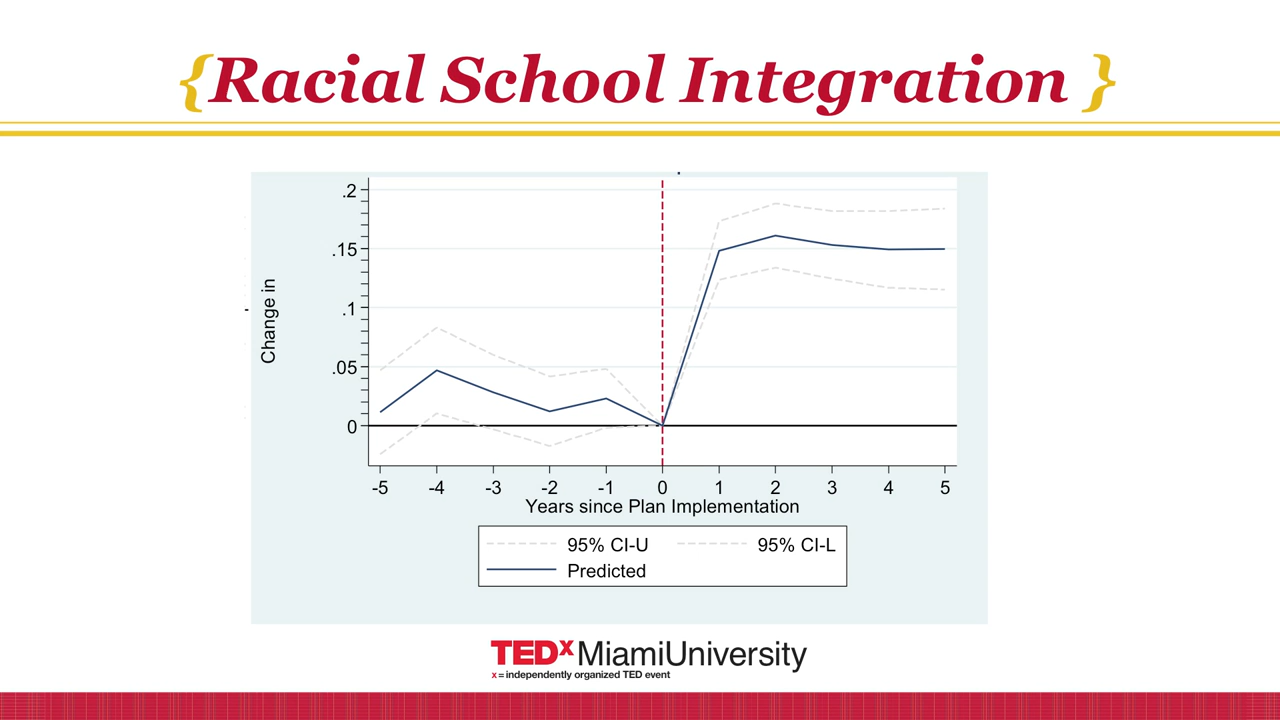 {Racial School Integration }
.2
.15
.1
.05
0
Change in
-5 -4 -3 -2 -1 0 1 2 3 4 5
Years since Plan Implementation
95% CI-U 95% CI-L
Predicted
TEDx MiamiUniversity
x = independently organized TED event